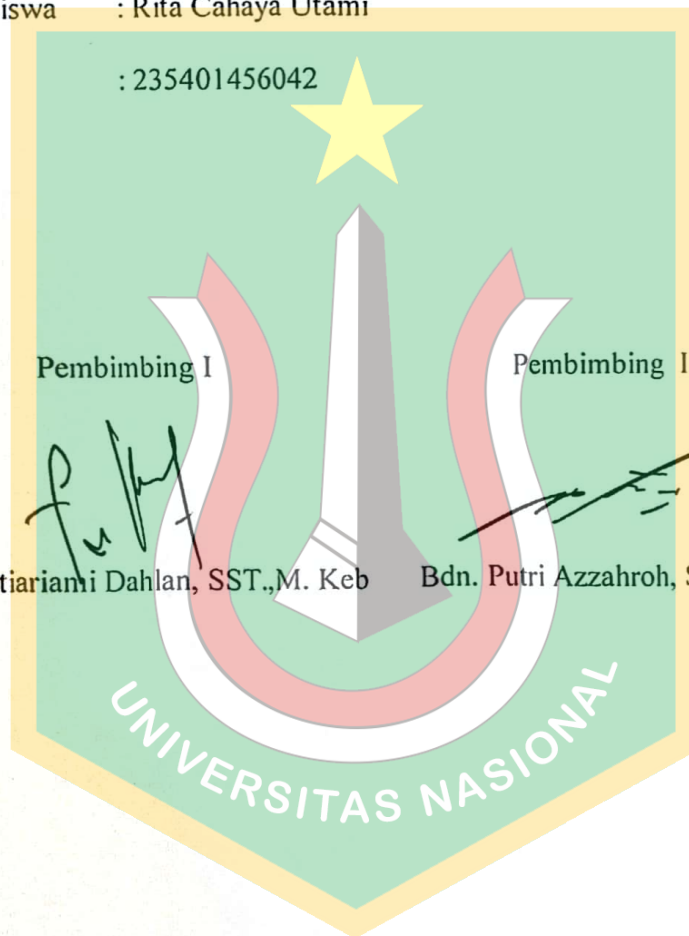 iswa : Rita Cahaya Utami
: 235401456042
Pembimbing I Pembimbing I
tiariami Dahlan, SST.,M. Keb Bdn. Putri Azzahroh, S
UNIVERSITAS NASIONAL